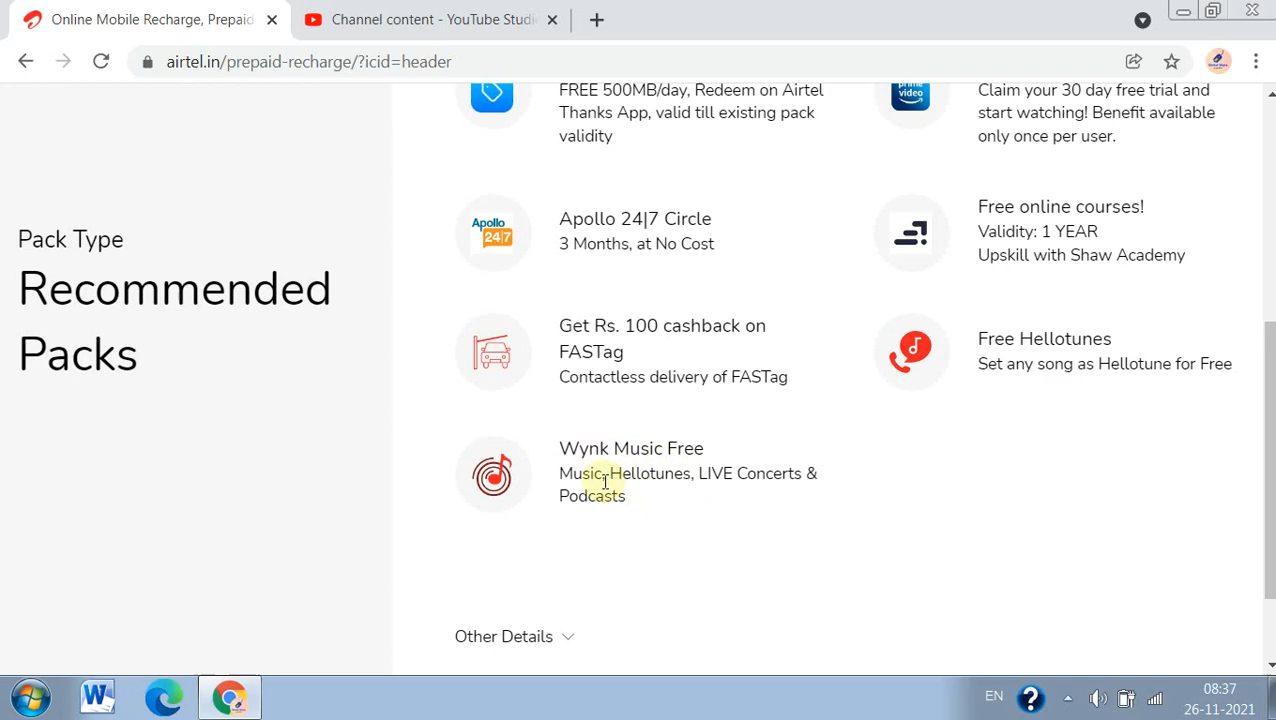 Online Mobile Recharge, Prepaid
Channel content - YouTube Studi
airtel.in/prepaid-recharge/?icid=header
FREE 500MB/day, Redeem on Airtel
Thanks App, valid till existing pack
validity
prime
video
Claim your 30 day free trial and
start watching! Benefit available
only once per user.
Pack Type
Recommended
Packs
Apollo
24|7
Apollo 24|7 Circle
3 Months, at No Cost
Free online courses!
Validity: 1 YEAR
Upskill with Shaw Academy
Get Rs. 100 cashback on
FASTag
Contactless delivery of FASTag
Free Hellotunes
Set any song as Hellotune for Free
Wynk Music Free
Music, Hellotunes, LIVE Concerts &
Podcasts
Other Details
W
EN
?
08:37
26-11-2021